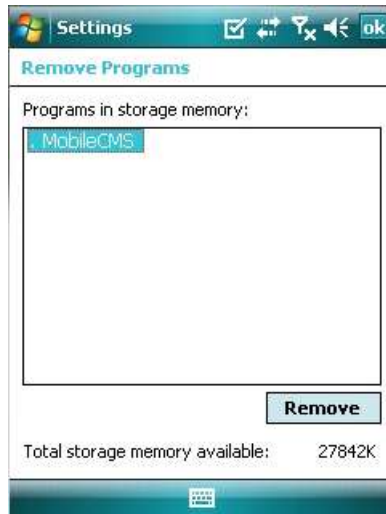 Settings
ok
Remove Programs
Programs in storage memory:
. MobileCMS
Remove
Total storage memory available: 27842K